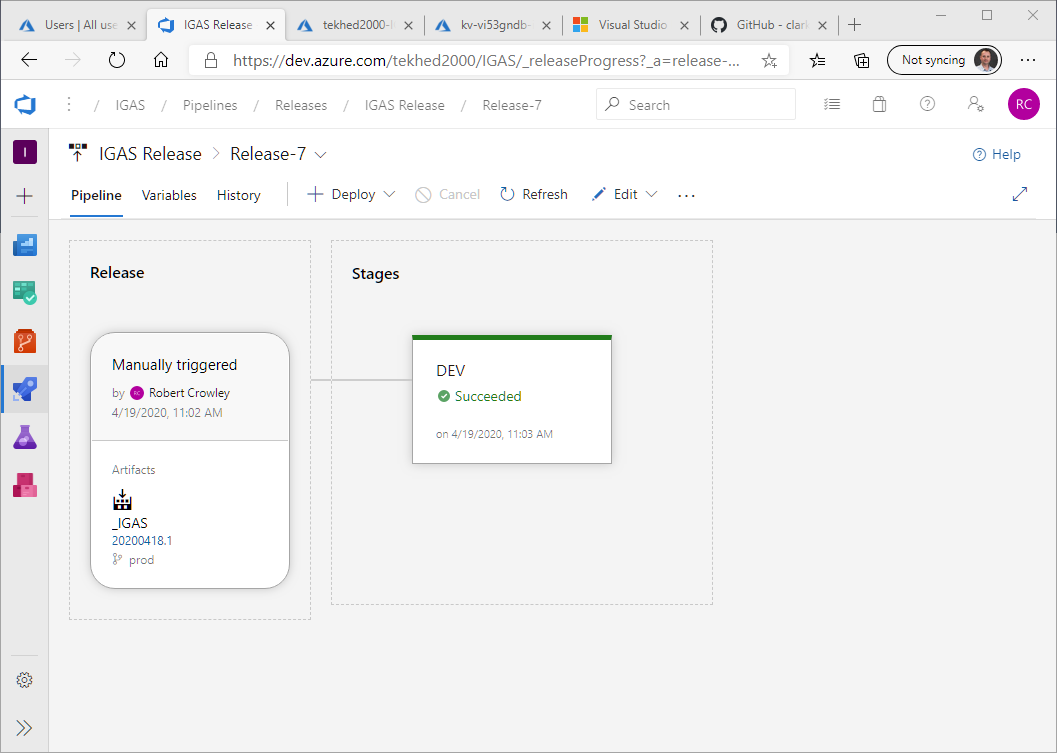 Users | All use
IGAS Release
tekhed2000-
kv-vi53gndb-
Visual Studio
GitHub - clar
https://dev.azure.com/tekhed2000/IGAS/_releaseProgress?_a=release-...
Not syncing
/ IGAS / Pipelines / Releases / IGAS Release / Release-7
Search
RC
I
IGAS Release > Release-7
Help
Pipeline
Variables
History
Deploy
Cancel
Refresh
Edit
Release
Stages
Manually triggered
by RC Robert Crowley
4/19/2020, 11:02 AM
Artifacts
_IGAS
20200418.1
prod
DEV
Succeeded
on 4/19/2020, 11:03 AM